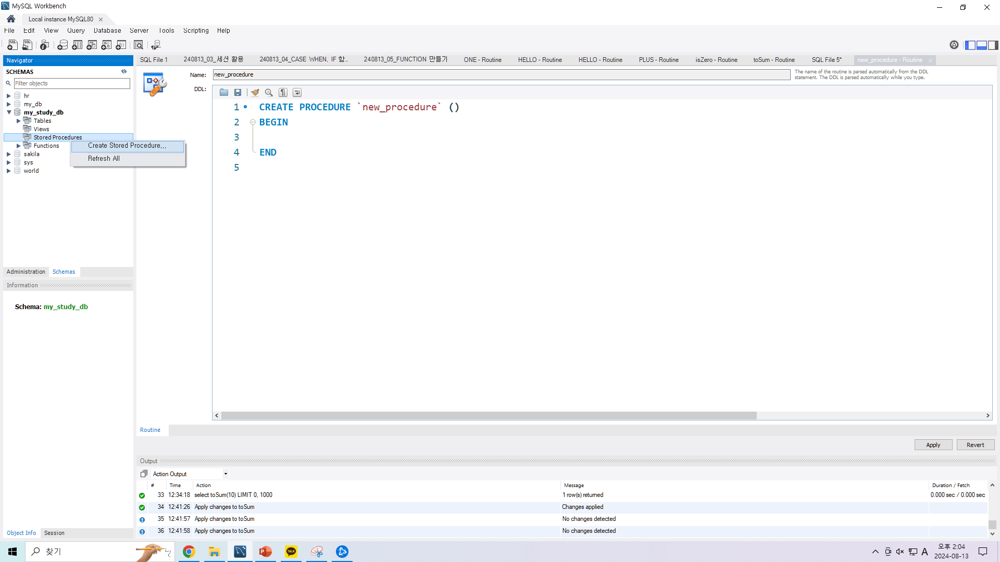 MySQL Workbench
Local instance MySQL80
File Edit View Query Database Server Tools Scripting Help
Navigator
SCHEMAS
Filter objects
hr
my_db
my_study_db
Tables
Views
Stored Procedures
Functions
sakila
sys
world
Create Stored Procedure...
Refresh All
Administration Schemas
Information
Schema: my_study_db
Object Info Session
SQL File 1 240813_03_세션 활용 240813_04_CASE WHEN, IF 함... 240813_05_FUNCTION 만들기 ONE - Routine HELLO - Routine HELLO - Routine PLUS - Routine isZero - Routine toSum - Routine SQL File 5* new_procedure - Routine
Name: new_procedure
The name of the routine is parsed automatically from the DDL
statement. The DDL is parsed automatically while you type.
DDL:
1 CREATE PROCEDURE `new_procedure` ()
2 BEGIN
3
4 END
5
Routine
Apply Revert
Output
Action Output
# Time Action Message Duration / Fetch
33 12:34:18 select toSum(10) LIMIT 0, 1000 1 row(s) returned 0.000 sec / 0.000 sec
34 12:41:26 Apply changes to toSum Changes applied
35 12:41:57 Apply changes to toSum No changes detected
36 12:41:58 Apply changes to toSum No changes detected
찾기
TALK
A
오후 2:04
2024-08-13